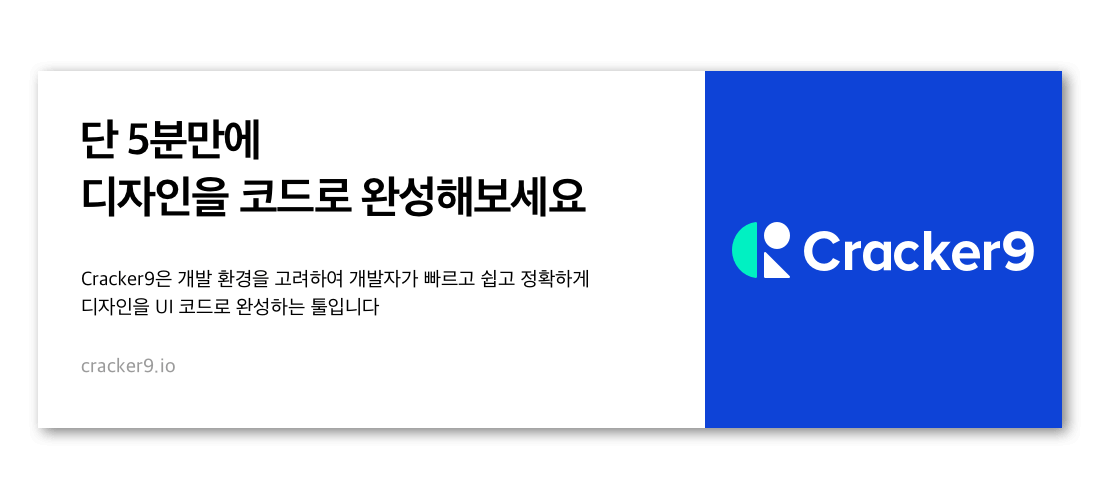 단 5분만에
디자인을 코드로 완성해보세요
Cracker9은 개발 환경을 고려하여 개발자가 빠르고 쉽고 정확하게
디자인을 UI 코드로 완성하는 툴입니다
cracker9.io
Cracker9